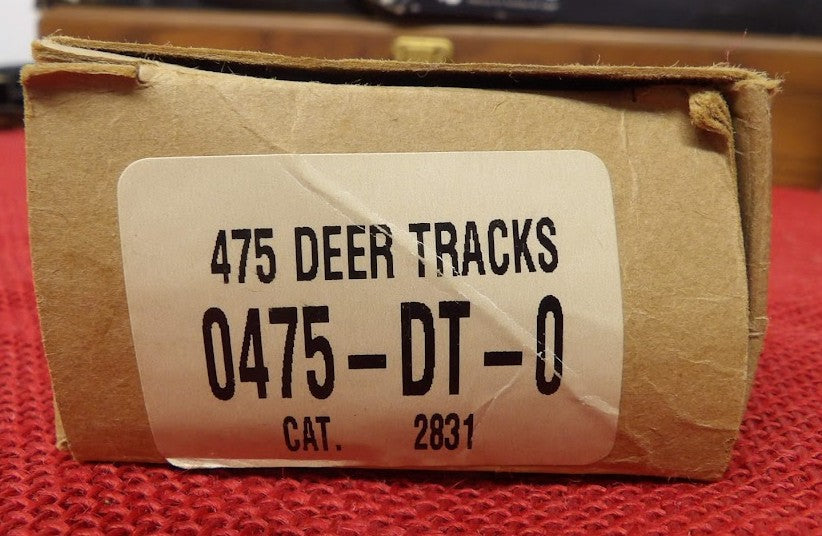 475 DEER TRACKS
0475-DT-0
CAT. 2831